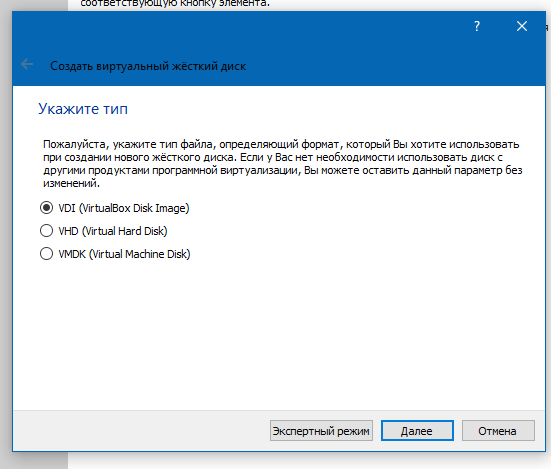 соответствующую кнопку элемента.
?
Создать виртуальный жёсткий диск
Укажите тип
Пожалуйста, укажите тип файла, определяющий формат, который Вы хотите использовать
при создании нового жёсткого диска. Если у Вас нет необходимости использовать диск с
другими продуктами программной виртуализации, Вы можете оставить данный параметр без
изменений.
VDI (VirtualBox Disk Image)
VHD (Virtual Hard Disk)
VMDK (Virtual Machine Disk)
Экспертный режим
Далее
Отмена